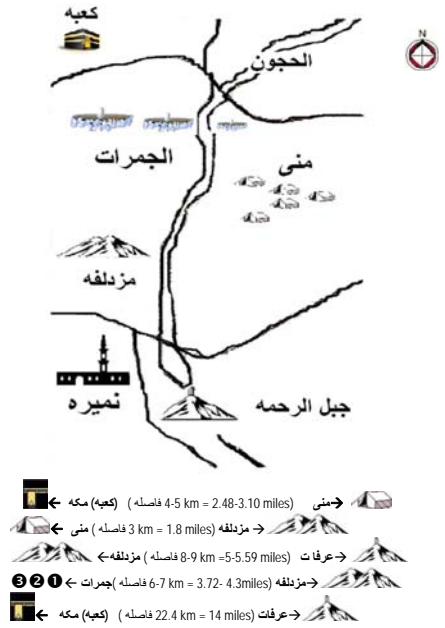 كعبه
N
الحجون
الجمرات
منى
مزدلفه
نميره
جبل الرحمه
منى (فاصله 4-5 km = 2.48-3.10 miles) مكه (كعبه)
مزدلفه (فاصله 3 km = 1.8 miles) منى
عرفات (فاصله 8-9 km =5-5.59 miles) مزدلفه
مزدلفه (فاصله 6-7 km = 3.72- 4.3miles) جمرات ❶ ❷ ❸
عرفات (فاصله 22.4 km = 14 miles) مكه (كعبه)